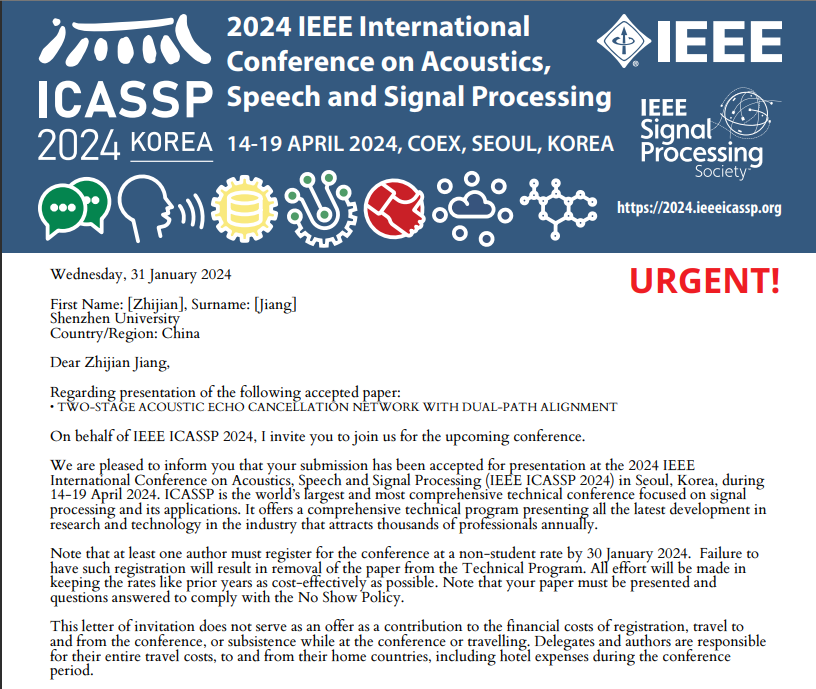 2024 IEEE International
Conference on Acoustics,
Speech and Signal Processing
ICASSP
2024 KOREA
14-19 APRIL 2024, COEX, SEOUL, KOREA
IEEE
IEEE
Signal
Processing
Society
https://2024.ieeeicassp.org
Wednesday, 31 January 2024
URGENT!
First Name: [Zhijian], Surname: [Jiang]
Shenzhen University
Country/Region: China
Dear Zhijian Jiang,
Regarding presentation of the following accepted paper:
• TWO-STAGE ACOUSTIC ECHO CANCELLATION NETWORK WITH DUAL-PATH ALIGNMENT
On behalf of IEEE ICASSP 2024, I invite you to join us for the upcoming conference.
We are pleased to inform you that your submission has been accepted for presentation at the 2024 IEEE
International Conference on Acoustics, Speech and Signal Processing (IEEE ICASSP 2024) in Seoul, Korea, during
14-19 April 2024. ICASSP is the world's largest and most comprehensive technical conference focused on signal
processing and its applications. It offers a comprehensive technical program presenting all the latest development in
research and technology in the industry that attracts thousands of professionals annually.
Note that at least one author must register for the conference at a non-student rate by 30 January 2024. Failure to
have such registration will result in removal of the paper from the Technical Program. All effort will be made in
keeping the rates like prior years as cost-effectively as possible. Note that your paper must be presented and
questions answered to comply with the No Show Policy.
This letter of invitation does not serve as an offer as a contribution to the financial costs of registration, travel to
and from the conference, or subsistence while at the conference or travelling. Delegates and authors are responsible
for their entire travel costs, to and from their home countries, including hotel expenses during the conference
period.